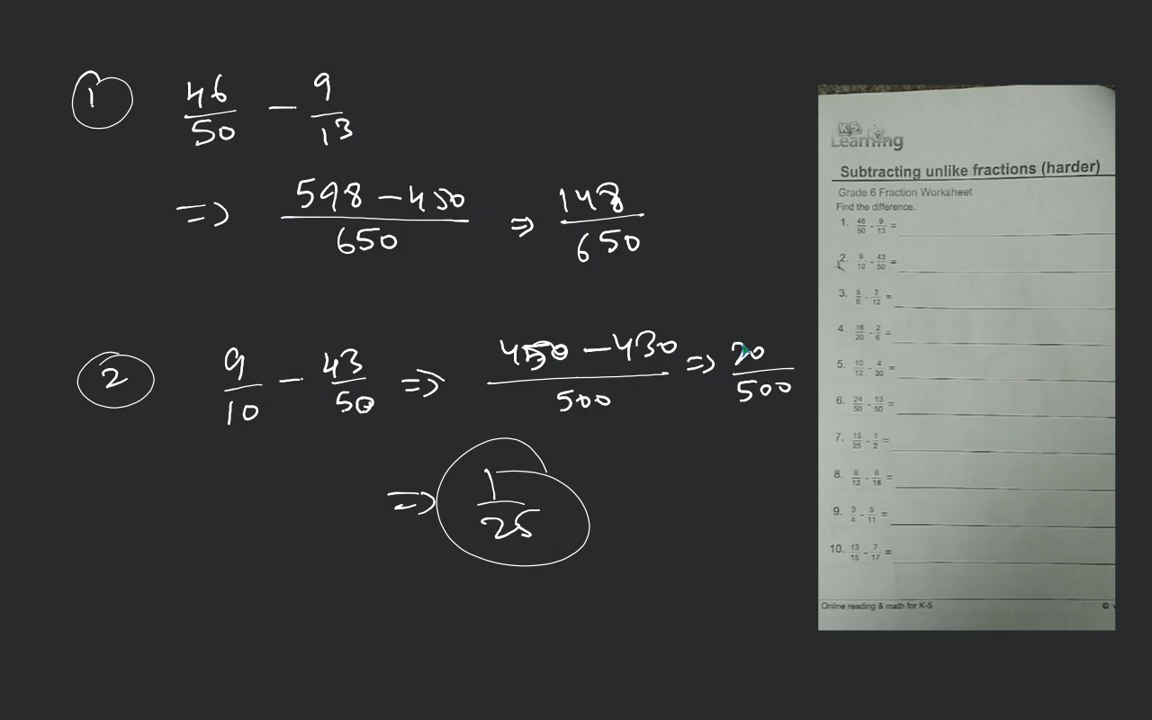 1 46/50 - 9/13
=> 598 - 450 / 650 => 148/650
2 9/10 - 43/50 => 450 - 430 / 500 => 20/500
=> 1/25
K5
Learning
Subtracting unlike fractions (harder)
Grade 6 Fraction Worksheet
Find the difference.
1. 46/50 - 9/13 =
2. 9/10 - 43/50 =
3. 5/6 - 2/12 =
4. 16/20 - 2/6 =
5. 10/12 - 4/30 =
6. 24/50 - 13/50 =
7. 15/25 - 1/2 =
8. 8/12 - 6/18 =
9. 3/4 - 5/11 =
10. 13/15 - 7/17 =
Online reading & math for K-5 ©